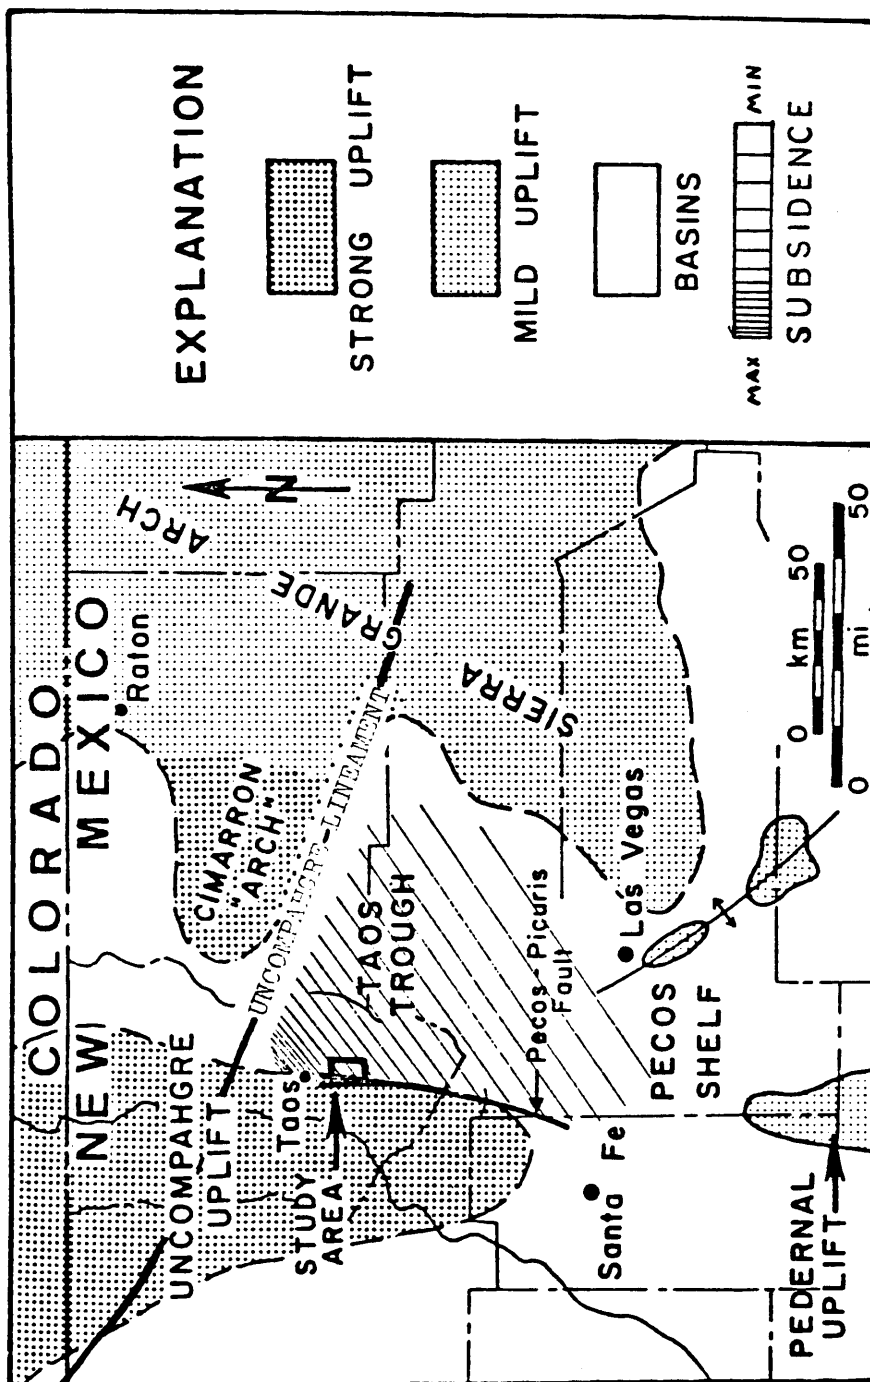 COLORADO
NEW MEXICO
Raton
ARCH
N
UNCOMPAHGRE
UPLIFT
CIMARRON
"ARCH"
GRANDE
UNCOMPAHGRE LINEAMENT
Taos
STUDY
AREA
TAOS
TROUGH
SIERRA
Pecos-Picuris
Fault
Santa Fe
Las Vegas
PECOS
SHELF
PEDERNAL
UPLIFT
0 km 50
0 mi 50
EXPLANATION
STRONG UPLIFT
MILD UPLIFT
BASINS
MAX MIN
SUBSIDENCE